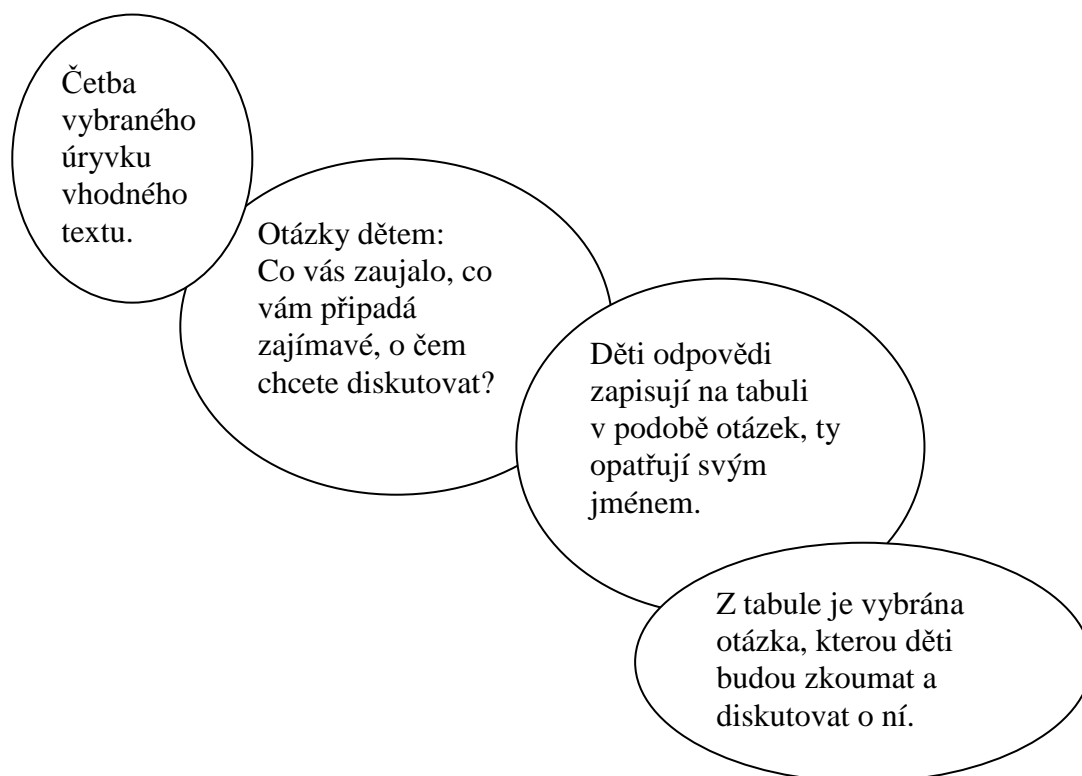 Četba
vybraného
úryvku
vhodného
textu.
Otázky dětem:
Co vás zaujalo, co
vám připadá
zajímavé, o čem
chcete diskutovat?
Děti odpovědi
zapisují na tabuli
v podobě otázek, ty
opatřují svým
jménem.
Z tabule je vybrána
otázka, kterou děti
budou zkoumat a
diskutovat o ní.